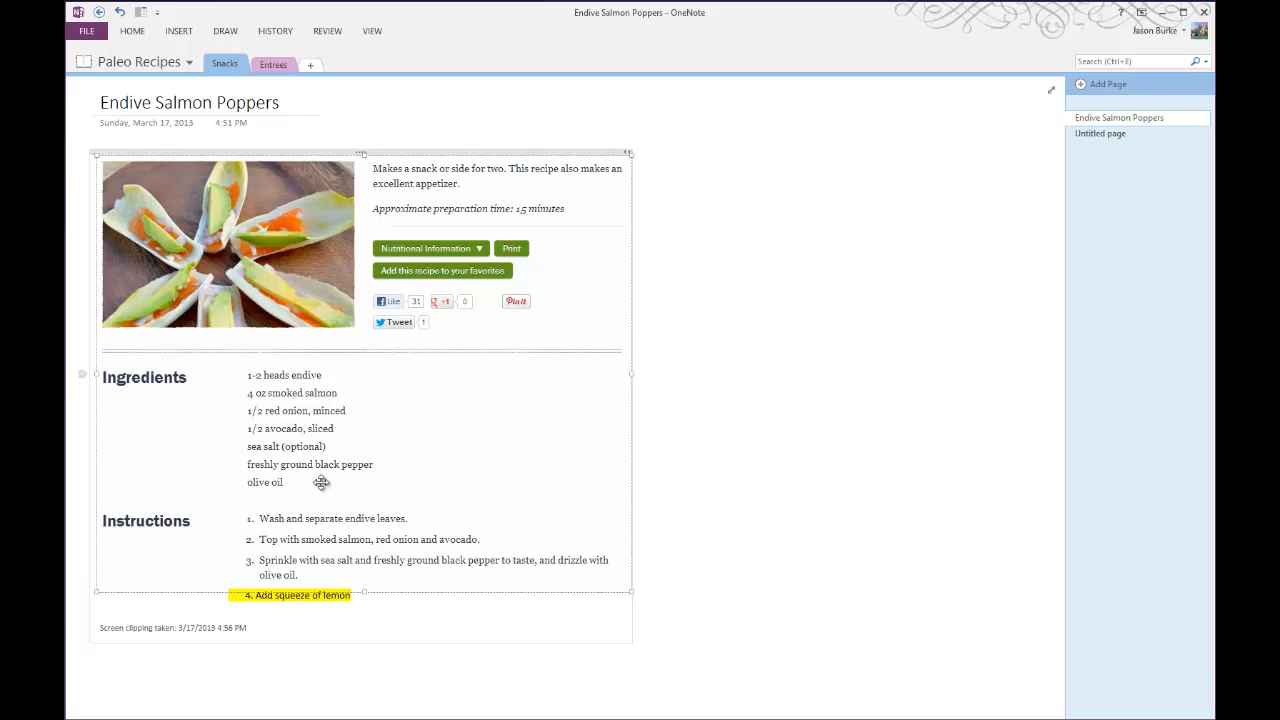 Endive Salmon Poppers - OneNote
FILE HOME INSERT DRAW HISTORY REVIEW VIEW
Jason Burke
Paleo Recipes
Snacks
Entrees
Search (Ctrl+E)
Add Page
Endive Salmon Poppers
Untitled page
Endive Salmon Poppers
Sunday, March 17, 2013 4:51 PM
Makes a snack or side for two. This recipe also makes an
excellent appetizer.
Approximate preparation time: 15 minutes
Nutritional Information ▼ Print
Add this recipe to your favorites
Like 31 +1 0 Pin it
Tweet 1
Ingredients
1-2 heads endive
4 oz smoked salmon
1/2 red onion, minced
1/2 avocado, sliced
sea salt (optional)
freshly ground black pepper
olive oil
Instructions
1. Wash and separate endive leaves.
2. Top with smoked salmon, red onion and avocado.
3. Sprinkle with sea salt and freshly ground black pepper to taste, and drizzle with
olive oil.
4. Add squeeze of lemon
Screen clipping taken: 3/17/2013 4:56 PM